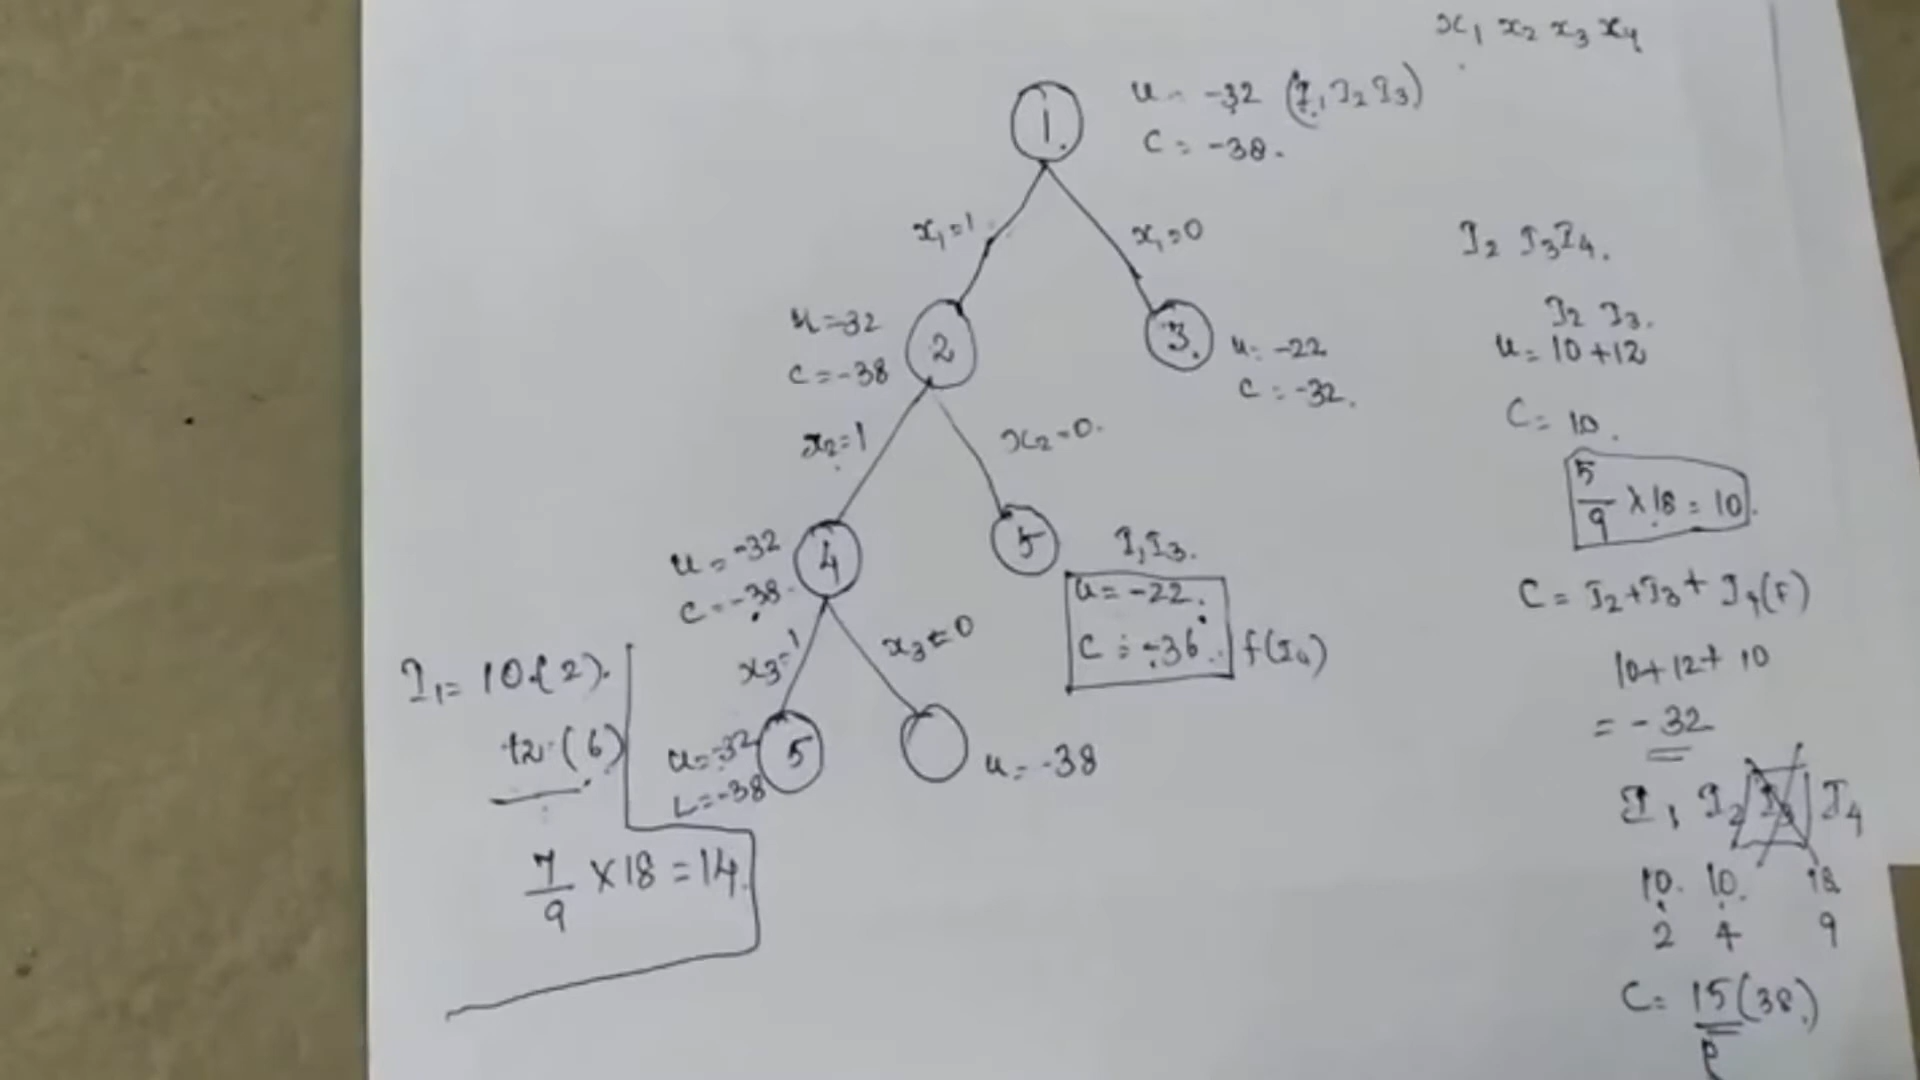 x₁ x₂ x₃ x₄
1.
u = -32 (I₁ I₂ I₃)
C = -38.
x₁=1
x₁=0
u=-32
C=-38
2
3.
u = -22
C = -32.
x₂=1
x₂=0.
u = -32
C = -38.
4
5
I₁I₃.
u = -22.
C = -36. f(I₄)
x₃=1
x₃=0
u=-32
L=-38
5
u = -38
I₁= 10 (2).
12 (6)
7/9 × 18 = 14.
I₂ I₃I₄.
I₂ I₃.
u = 10+12
C = 10.
5/9 × 18 = 10.
C = I₂+I₃+ I₄(F)
10+12+ 10
= -32
I₁ I₂ I₃ I₄
10. 10. 18
2 4 9
C = 15(38.)